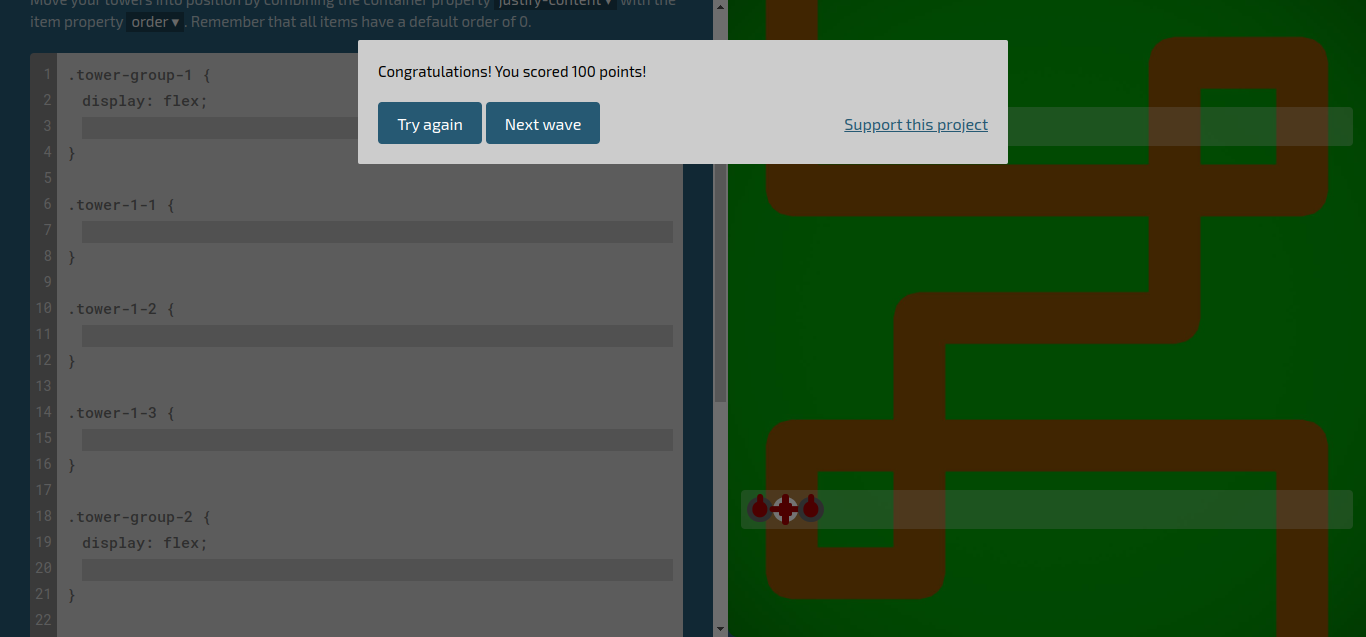 Move your towers into position by combining the container property justify-content ▾ with the
item property order ▾. Remember that all items have a default order of 0.
Congratulations! You scored 100 points!
Try again
Next wave
Support this project
1 .tower-group-1 {
2 display: flex;
3
4 }
5
6 .tower-1-1 {
7
8 }
9
10 .tower-1-2 {
11
12 }
13
14 .tower-1-3 {
15
16 }
17
18 .tower-group-2 {
19 display: flex;
20
21 }
22